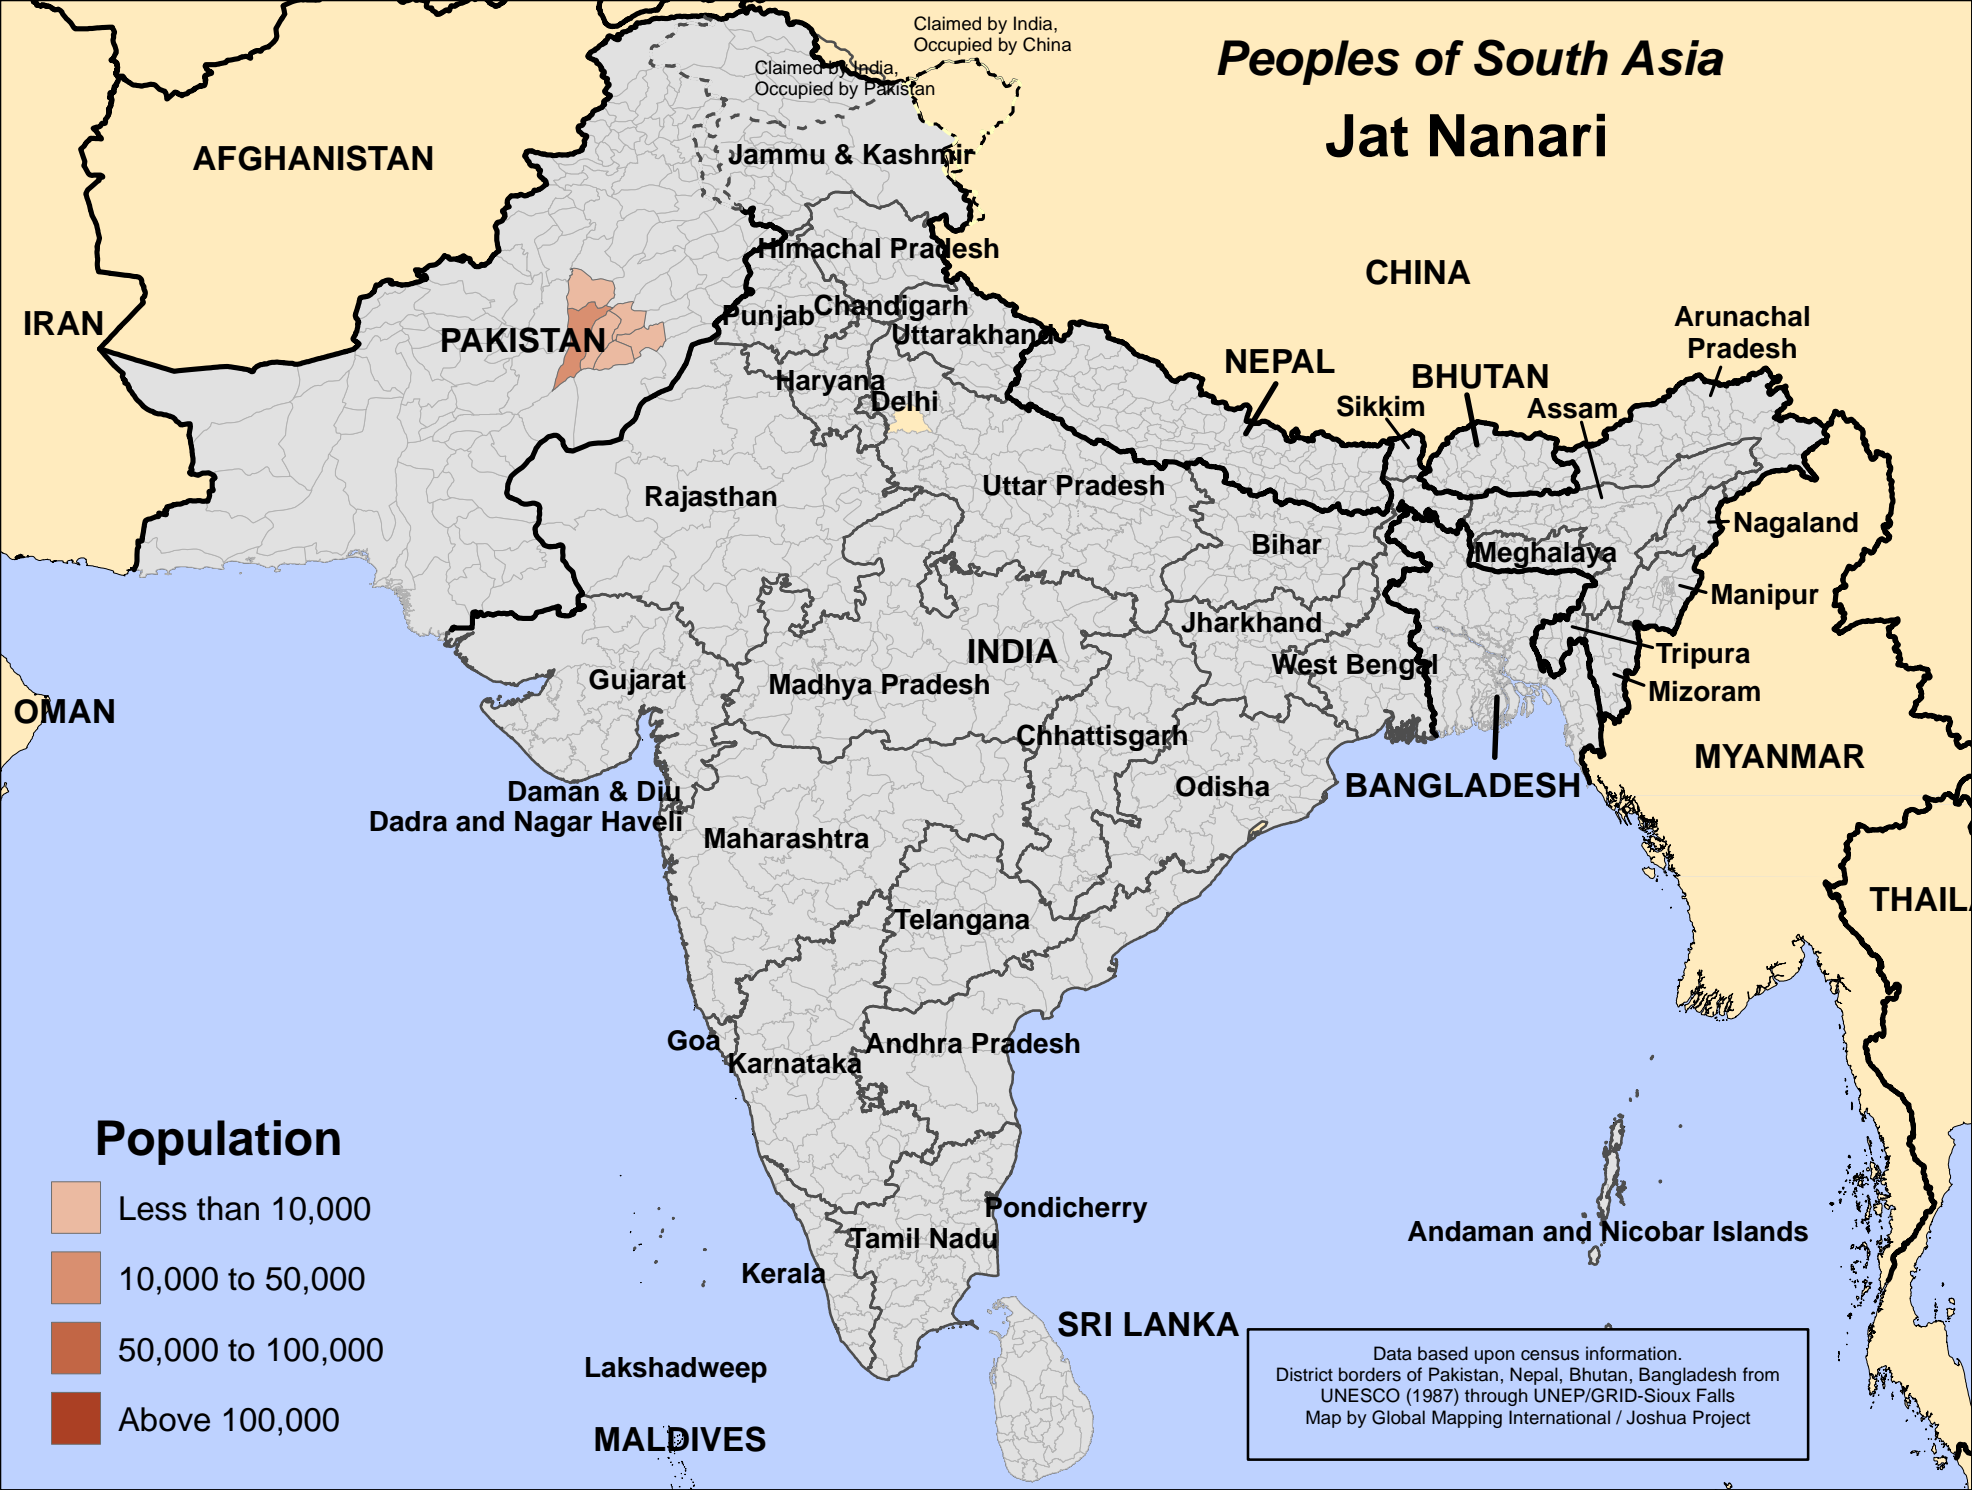 Claimed by India,
Occupied by China
Peoples of South Asia
Claimed by India,
Occupied by Pakistan
Jat Nanari
AFGHANISTAN
Jammu & Kashmir
Himachal Pradesh
CHINA
IRAN
PAKISTAN
Punjab
Chandigarh
Uttarakhand
Arunachal
Pradesh
NEPAL
BHUTAN
Haryana
Delhi
Sikkim
Assam
Rajasthan
Uttar Pradesh
Nagaland
Bihar
Meghalaya
Manipur
Jharkhand
INDIA
West Bengal
Tripura
Gujarat
Madhya Pradesh
Mizoram
OMAN
Chhattisgarh
MYANMAR
Odisha
BANGLADESH
Daman & Diu
Dadra and Nagar Haveli
Maharashtra
THAIL
Telangana
Goa
Karnataka
Andhra Pradesh
Population
Less than 10,000
10,000 to 50,000
50,000 to 100,000
Above 100,000
Pondicherry
Tamil Nadu
Andaman and Nicobar Islands
Kerala
SRI LANKA
Lakshadweep
MALDIVES
Data based upon census information.
District borders of Pakistan, Nepal, Bhutan, Bangladesh from
UNESCO (1987) through UNEP/GRID-Sioux Falls
Map by Global Mapping International / Joshua Project